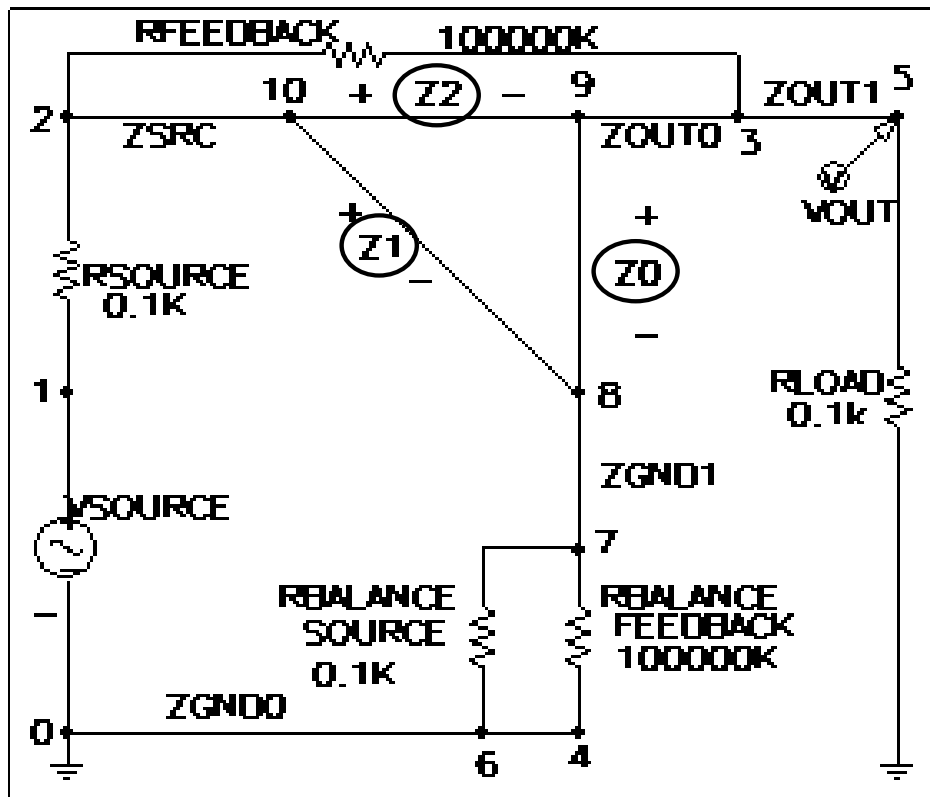 RFEEDBACK 100000K
2 10 + Z2 - 9 ZOUT1 5
ZSRC ZOUT0 3
V
VOUT
+ Z1 -
+ Z0 -
RSOURCE
0.1K
1 8
RLOAD
0.1k
ZGND1
+
VSOURCE
-
7
RBALANCE
SOURCE
0.1K
RBALANCE
FEEDBACK
100000K
ZGND0
0 6 4